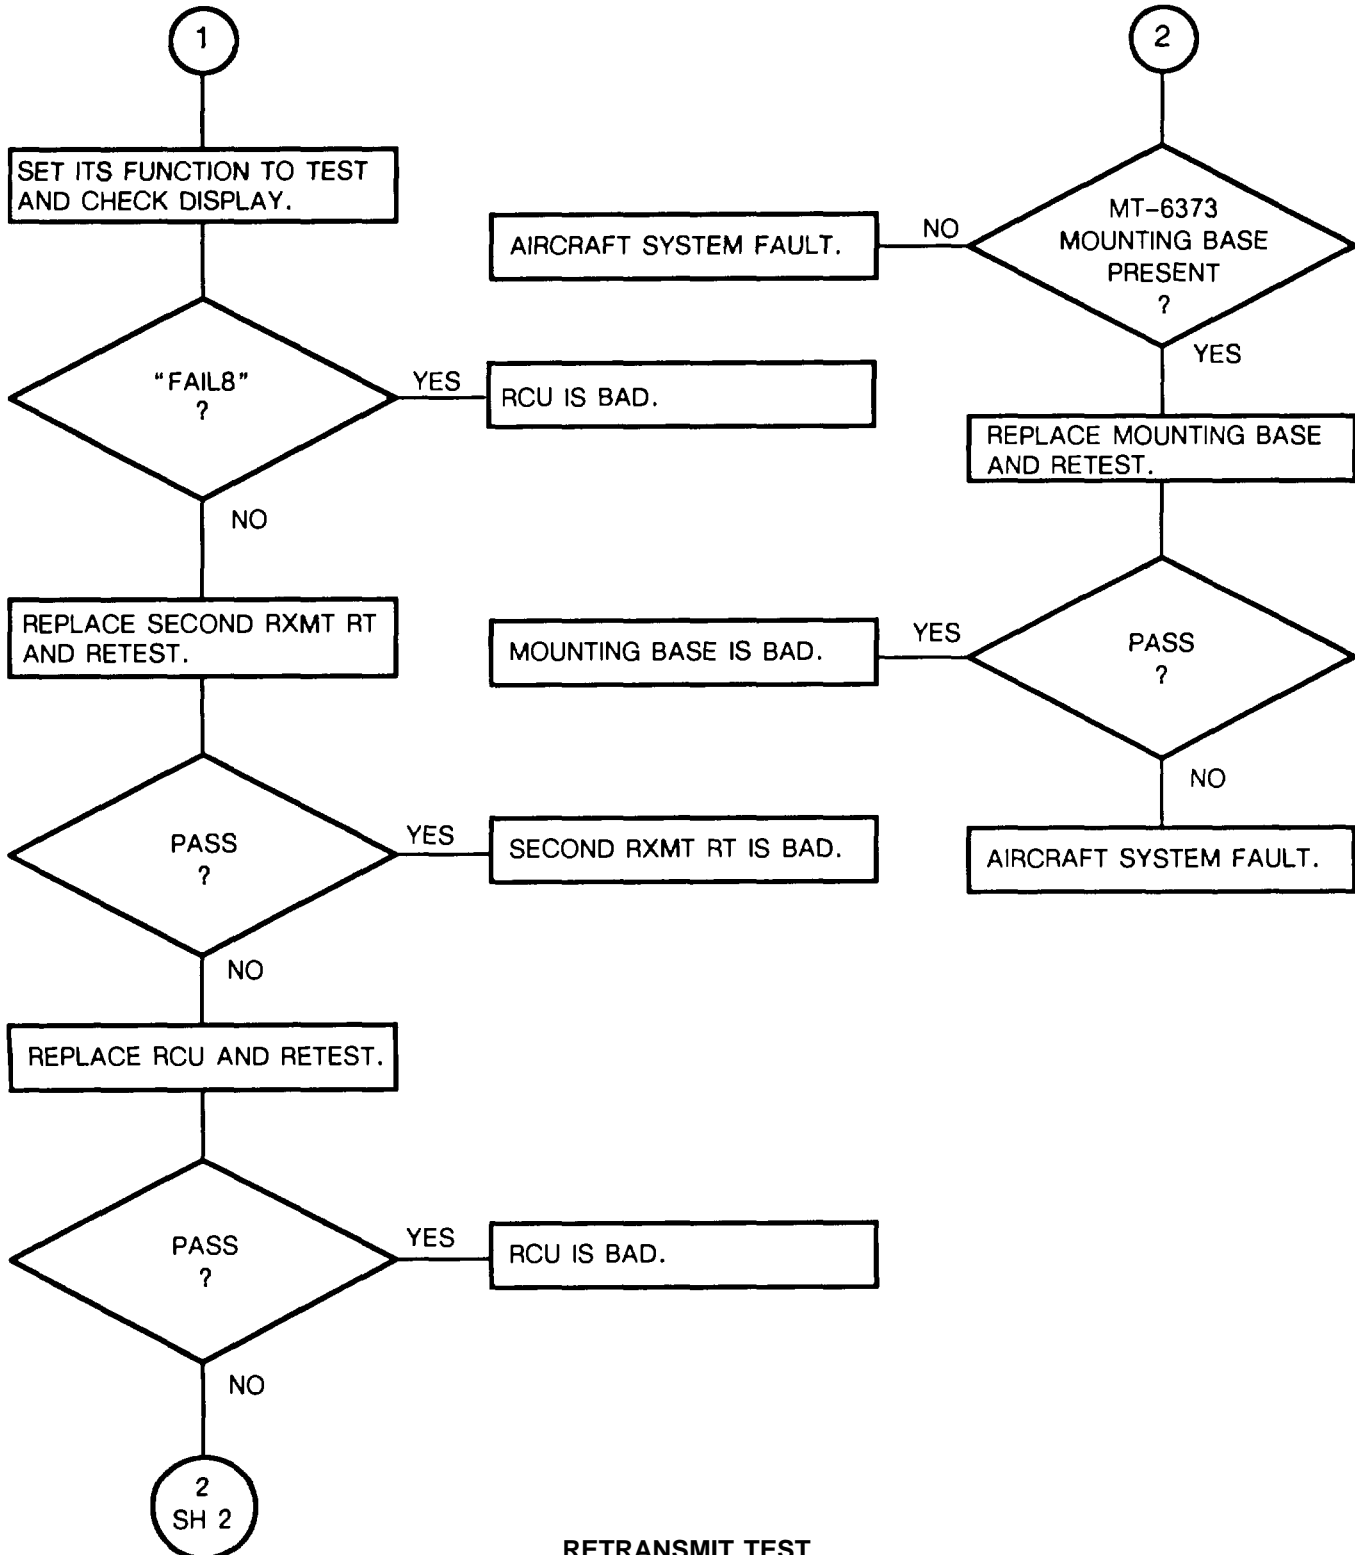 1
SET ITS FUNCTION TO TEST
AND CHECK DISPLAY.
"FAIL8"
?
YES
RCU IS BAD.
NO
REPLACE SECOND RXMT RT
AND RETEST.
PASS
?
YES
SECOND RXMT RT IS BAD.
NO
REPLACE RCU AND RETEST.
PASS
?
YES
RCU IS BAD.
NO
2
SH 2
2
MT-6373
MOUNTING BASE
PRESENT
?
NO
AIRCRAFT SYSTEM FAULT.
YES
REPLACE MOUNTING BASE
AND RETEST.
PASS
?
YES
MOUNTING BASE IS BAD.
NO
AIRCRAFT SYSTEM FAULT.
RETRANSMIT TEST